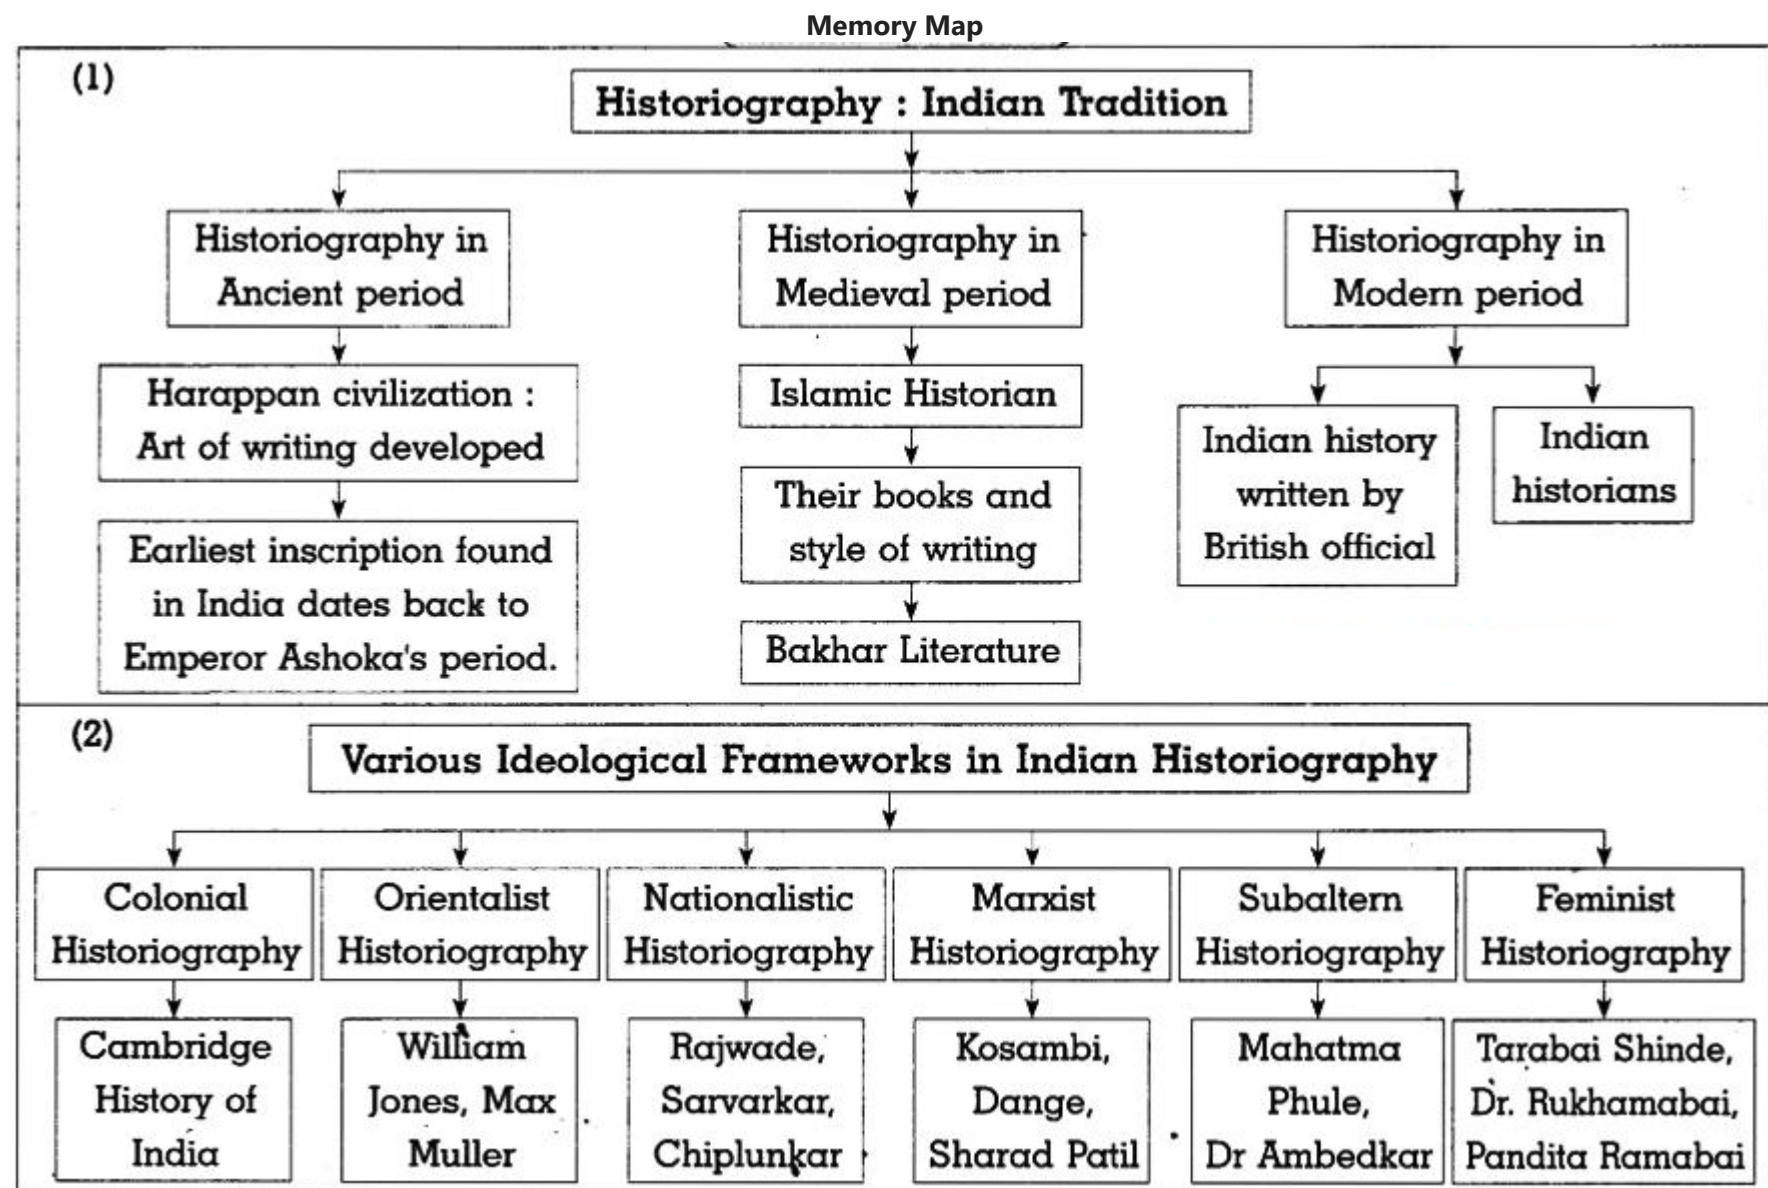 Memory Map
(1)
Historiography : Indian Tradition
Historiography in
Ancient period
Harappan civilization :
Art of writing developed
Earliest inscription found
in India dates back to
Emperor Ashoka's period.
Historiography in
Medieval period
Islamic Historian
Their books and
style of writing
Bakhar Literature
Historiography in
Modern period
Indian history
written by
British official
Indian
historians
(2)
Various Ideological Frameworks in Indian Historiography
Colonial
Historiography
Cambridge
History of
India
Orientalist
Historiography
William
Jones, Max
Muller
Nationalistic
Historiography
Rajwade,
Sarvarkar,
Chiplunkar
Marxist
Historiography
Kosambi,
Dange,
Sharad Patil
Subaltern
Historiography
Mahatma
Phule,
Dr Ambedkar
Feminist
Historiography
Tarabai Shinde,
Dr. Rukhamabai,
Pandita Ramabai